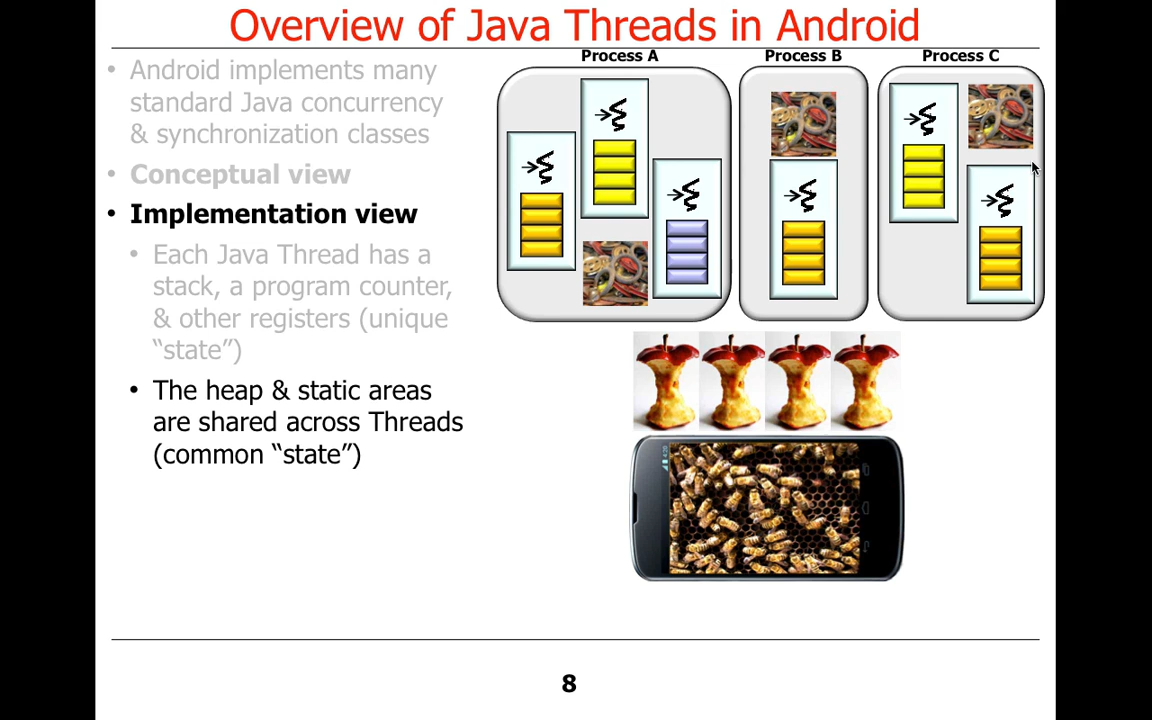 Overview of Java Threads in Android
• Android implements many
standard Java concurrency
& synchronization classes
• Conceptual view
• Implementation view
• Each Java Thread has a
stack, a program counter,
& other registers (unique
“state”)
• The heap & static areas
are shared across Threads
(common “state”)
Process A
Process B
Process C
8